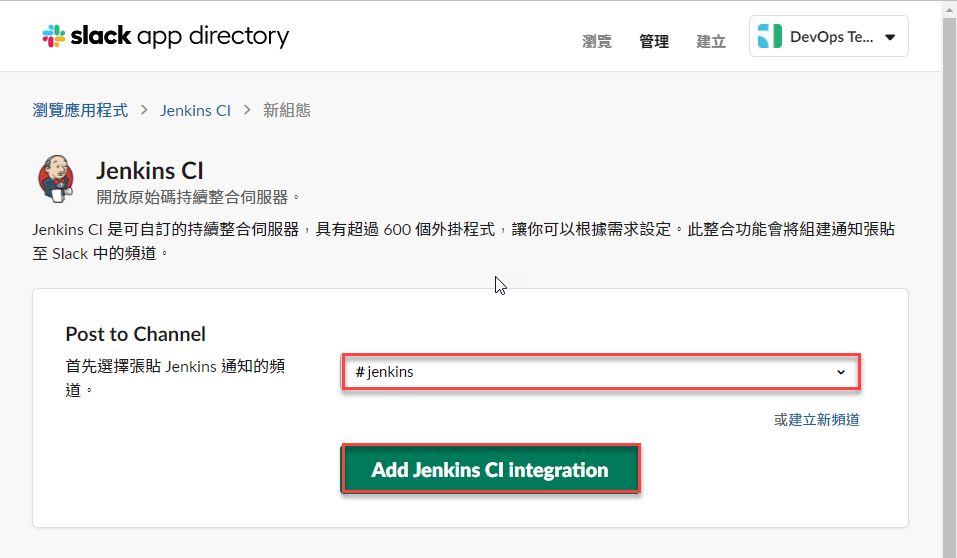 slack app directory
瀏覽 管理 建立 DevOps Te...
瀏覽應用程式 > Jenkins CI > 新組態
Jenkins CI
開放原始碼持續整合伺服器。
Jenkins CI 是可自訂的持續整合伺服器，具有超過 600 個外掛程式，讓你可以根據需求設定。此整合功能會將組建通知張貼
至 Slack 中的頻道。
Post to Channel
首先選擇張貼 Jenkins 通知的頻
道。
#jenkins
或建立新頻道
Add Jenkins CI integration